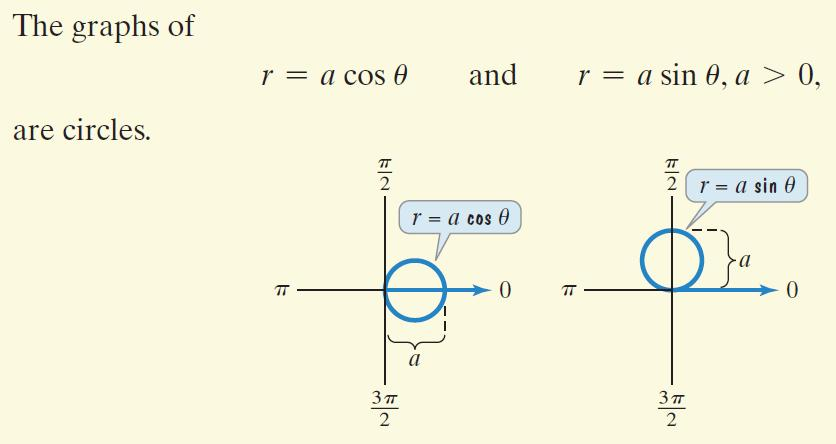 The graphs of
r = a cos θ and r = a sin θ, a > 0,
are circles.
π/2
r = a cos θ
π
0
a
3π/2
π/2
r = a sin θ
a
π
0
3π/2